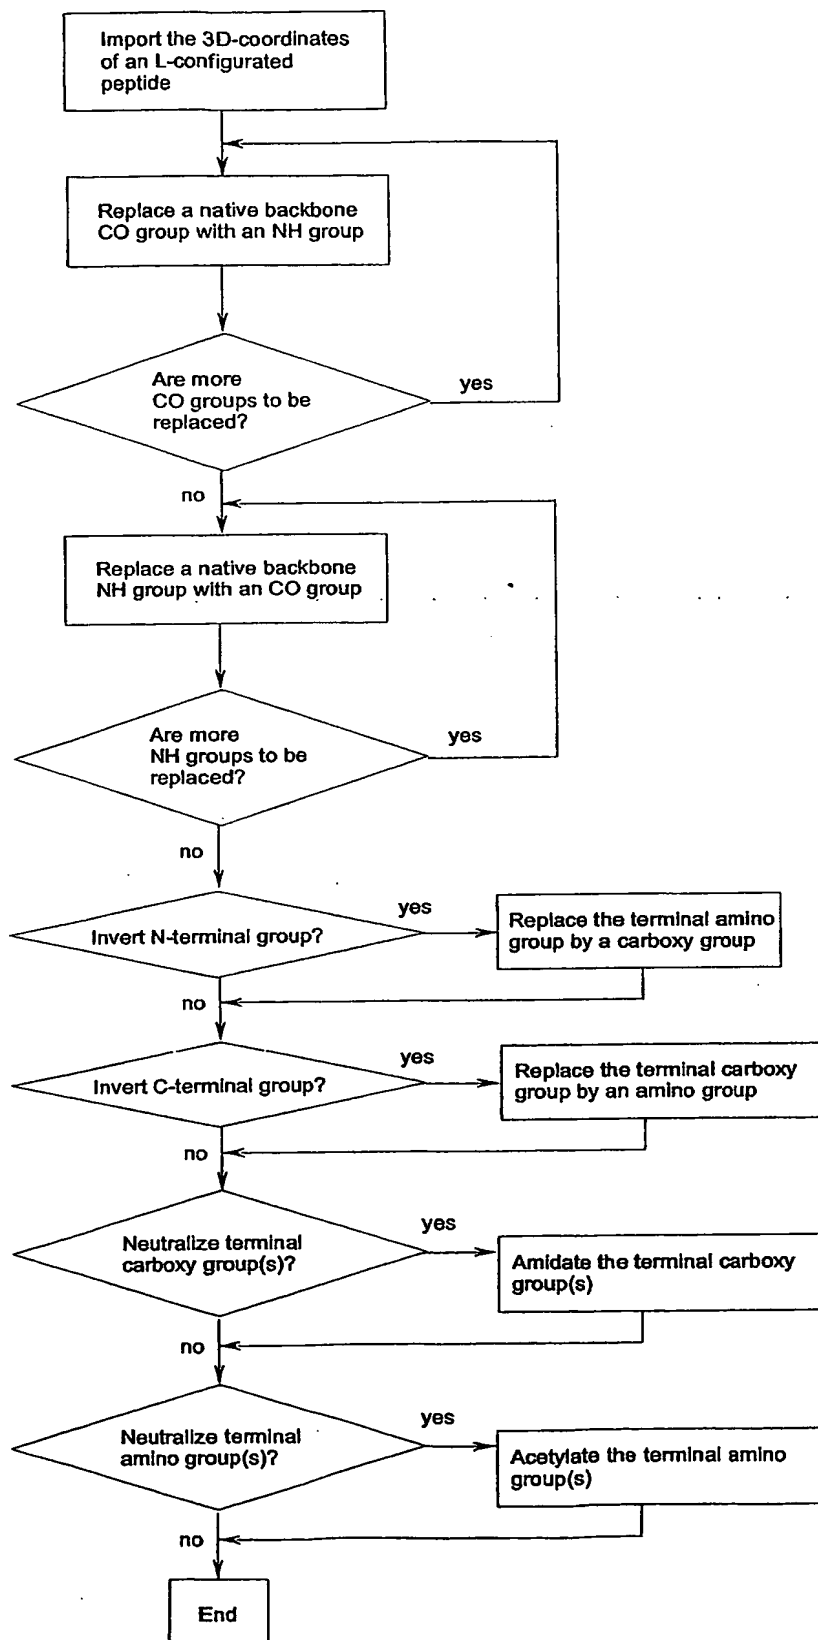 Import the 3D-coordinates
of an L-configurated
peptide
Replace a native backbone
CO group with an NH group
Are more
CO groups to be
replaced?
yes
no
Replace a native backbone
NH group with an CO group
Are more
NH groups to be
replaced?
yes
no
Invert N-terminal group?
yes
Replace the terminal amino
group by a carboxy group
no
Invert C-terminal group?
yes
Replace the terminal carboxy
group by an amino group
no
Neutralize terminal
carboxy group(s)?
yes
Amidate the terminal carboxy
group(s)
no
Neutralize terminal
amino group(s)?
yes
Acetylate the terminal amino
group(s)
no
End